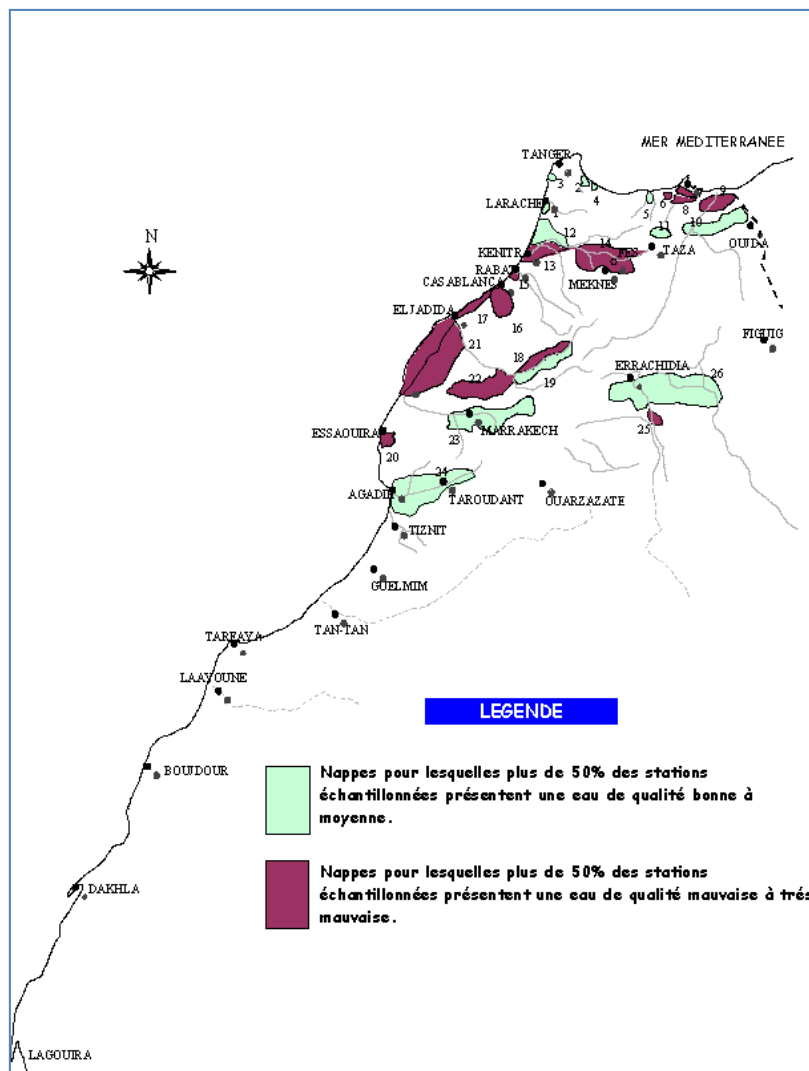 MER MEDITERRANEE
TANGER
3
2
4
LARACHE
1
5
6
7
8
9
10
11
OUJDA
12
KENITRA
13
14
FES
TAZA
RABAT
MEKNES
CASABLANCA
15
16
17
ELJADIDA
21
18
19
22
FIGUIG
ERRACHIDIA
26
25
ESSAOUIRA
20
23
MARRAKECH
24
AGADIR
TAROUDANT
OUARZAZATE
TIZNIT
GUELMIM
TAN-TAN
TARFAYA
LAAYOUNE
BOUJDOUR
DAKHLA
LAGOUIRA
N
LEGENDE
Nappes pour lesquelles plus de 50% des stations
échantillonnées présentent une eau de qualité bonne à
moyenne.
Nappes pour lesquelles plus de 50% des stations
échantillonnées présentent une eau de qualité mauvaise à trés
mauvaise.